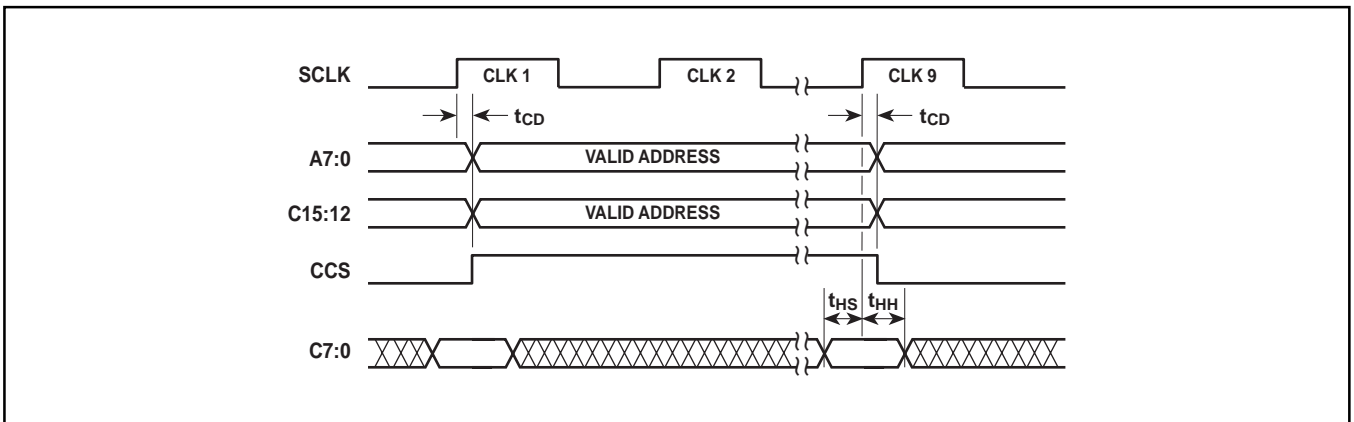 SCLK CLK 1 CLK 2 CLK 9
tCD tCD
A7:0 VALID ADDRESS
C15:12 VALID ADDRESS
CCS
tHS tHH
C7:0